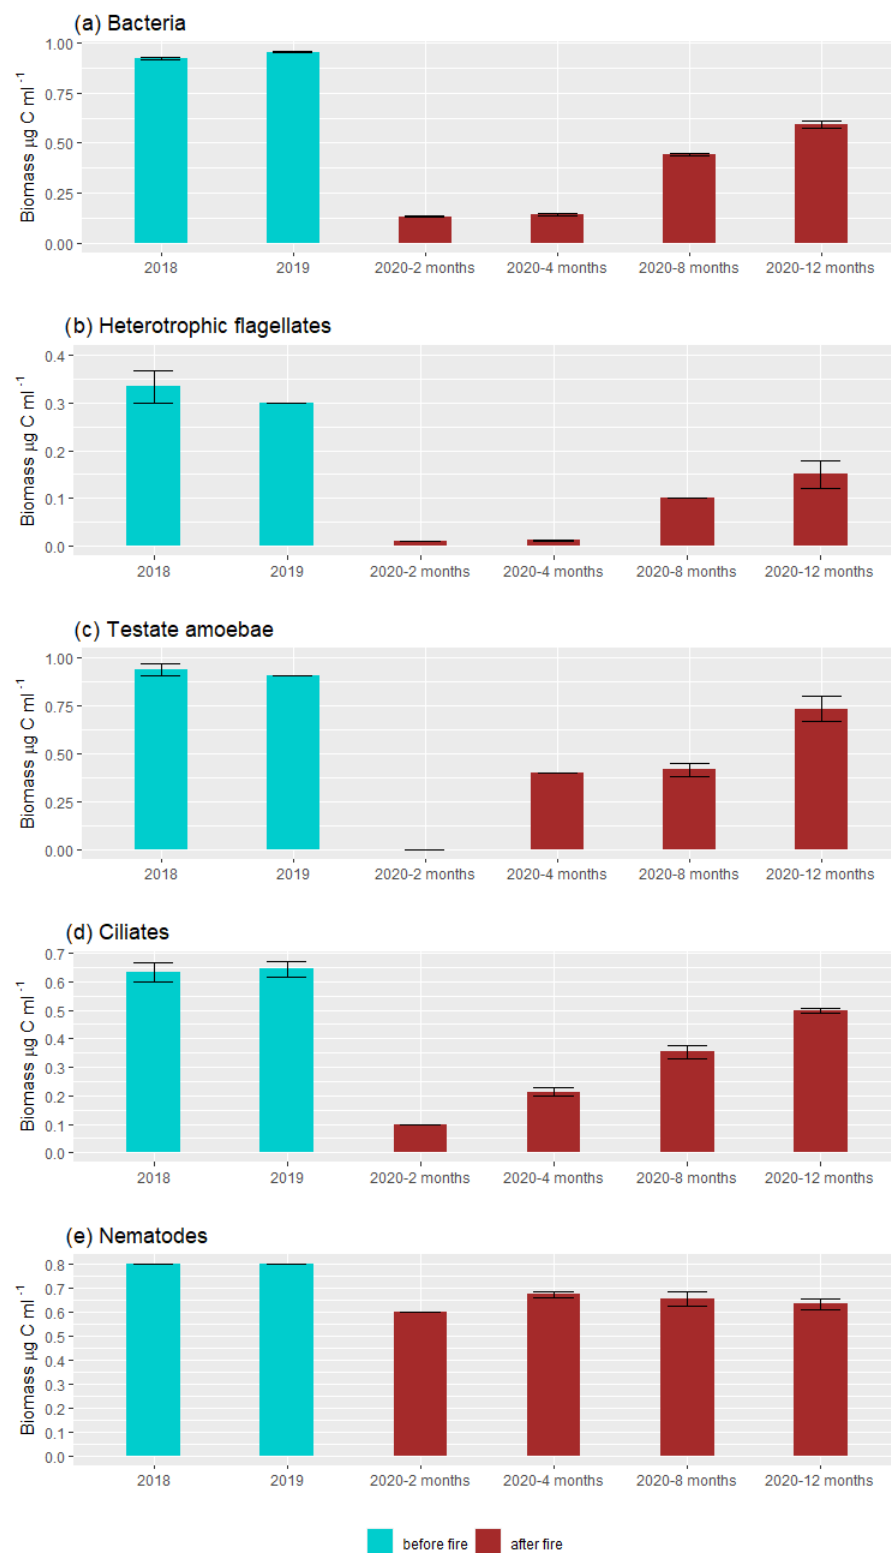 (a) Bacteria
Biomass μg C ml⁻¹
1.00
0.75
0.50
0.25
0.00
2018 2019 2020-2 months 2020-4 months 2020-8 months 2020-12 months
(b) Heterotrophic flagellates
Biomass μg C ml⁻¹
0.4
0.3
0.2
0.1
0.0
2018 2019 2020-2 months 2020-4 months 2020-8 months 2020-12 months
(c) Testate amoebae
Biomass μg C ml⁻¹
1.00
0.75
0.50
0.25
0.00
2018 2019 2020-2 months 2020-4 months 2020-8 months 2020-12 months
(d) Ciliates
Biomass μg C ml⁻¹
0.7
0.6
0.5
0.4
0.3
0.2
0.1
0.0
2018 2019 2020-2 months 2020-4 months 2020-8 months 2020-12 months
(e) Nematodes
Biomass μg C ml⁻¹
0.8
0.7
0.6
0.5
0.4
0.3
0.2
0.1
0.0
2018 2019 2020-2 months 2020-4 months 2020-8 months 2020-12 months
before fire after fire